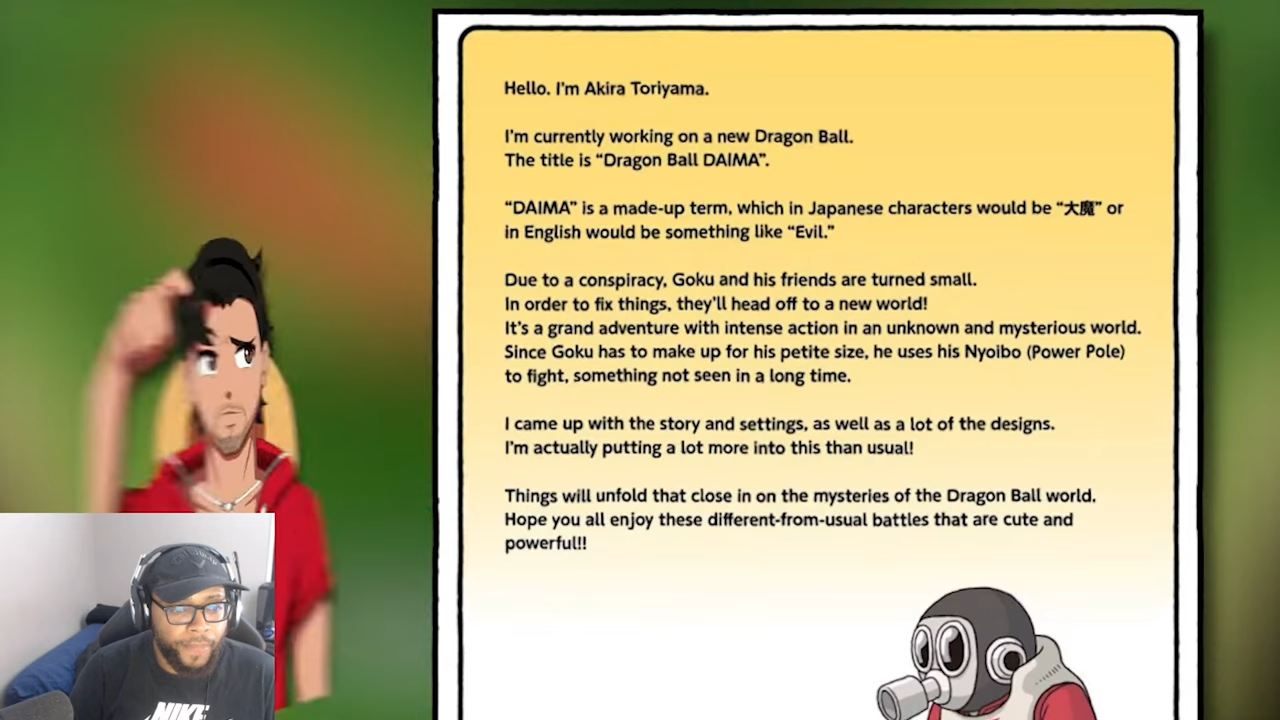 Hello. I'm Akira Toriyama.
I'm currently working on a new Dragon Ball.
The title is “Dragon Ball DAIMA”.
“DAIMA” is a made-up term, which in Japanese characters would be “大魔” or
in English would be something like “Evil.”
Due to a conspiracy, Goku and his friends are turned small.
In order to fix things, they'll head off to a new world!
It's a grand adventure with intense action in an unknown and mysterious world.
Since Goku has to make up for his petite size, he uses his Nyoibo (Power Pole)
to fight, something not seen in a long time.
I came up with the story and settings, as well as a lot of the designs.
I'm actually putting a lot more into this than usual!
Things will unfold that close in on the mysteries of the Dragon Ball world.
Hope you all enjoy these different-from-usual battles that are cute and
powerful!!
NIKE